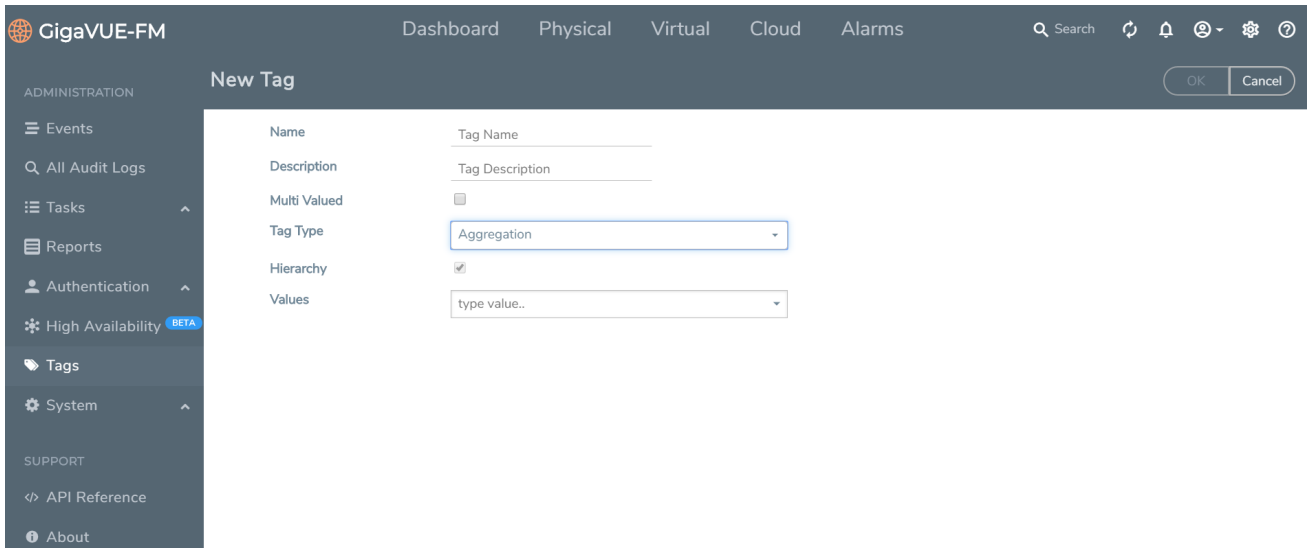 GigaVUE-FM
Dashboard Physical Virtual Cloud Alarms
Search
ADMINISTRATION
Events
All Audit Logs
Tasks
Reports
Authentication
High Availability BETA
Tags
System
SUPPORT
API Reference
About
New Tag
OK Cancel
Name Tag Name
Description Tag Description
Multi Valued
Tag Type Aggregation
Hierarchy
Values type value..